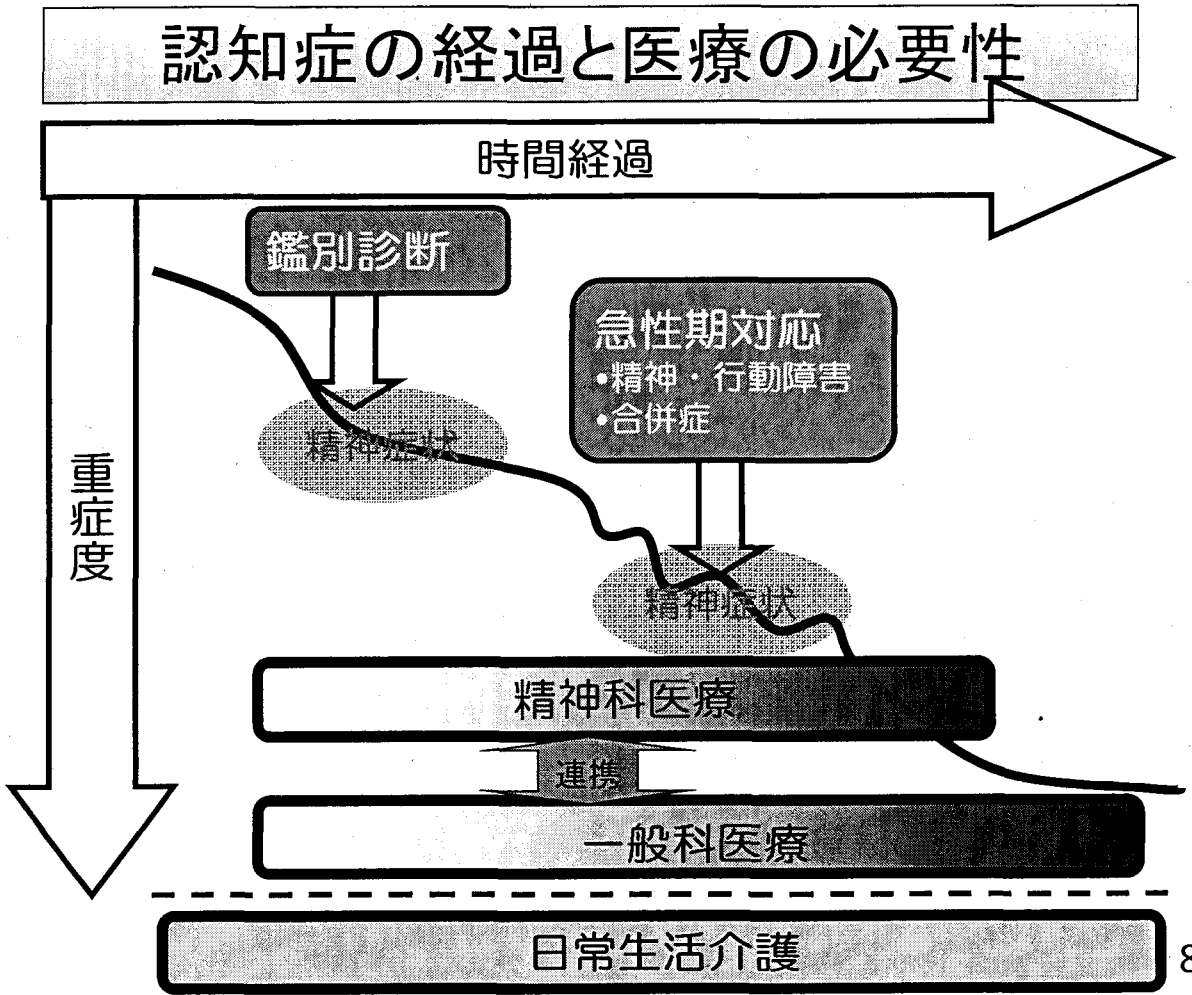 認知症の経過と医療の必要性
時間経過
鑑別診断
急性期対応
•精神・行動障害
•合併症
精神症状
重症度
精神症状
精神科医療
連携
一般科医療
日常生活介護
8